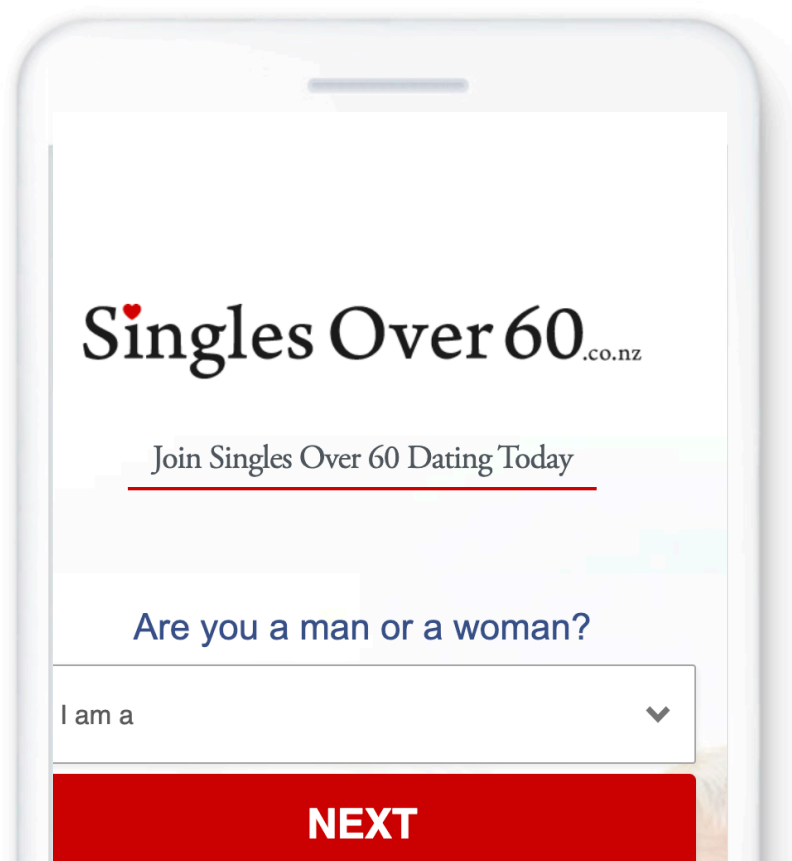 Singles Over 60.co.nz
Join Singles Over 60 Dating Today
Are you a man or a woman?
I am a
NEXT